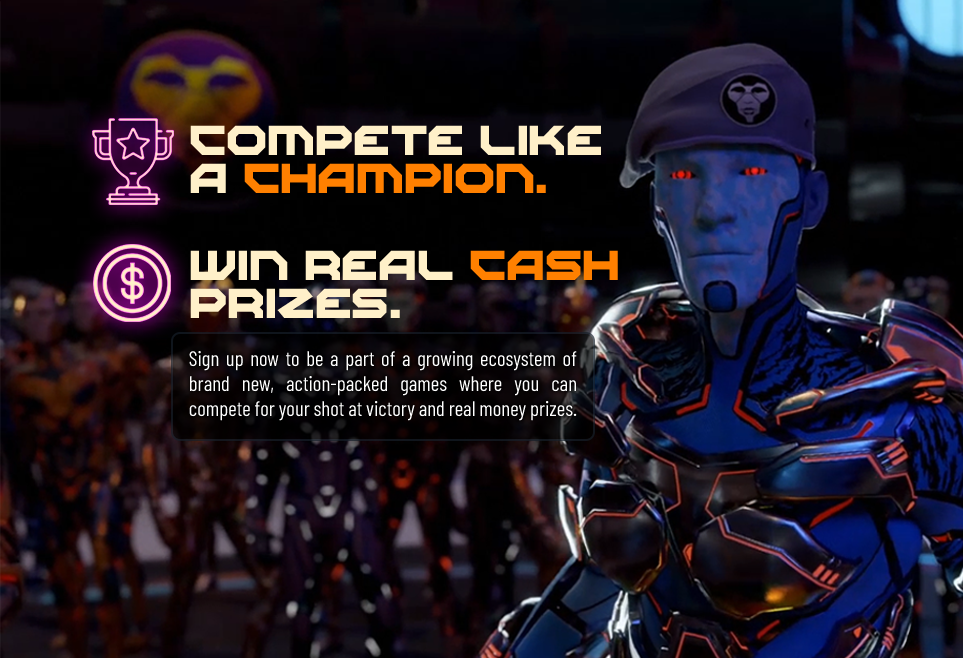 COMPETE LIKE
A CHAMPION.
$
WIN REAL CASH
PRIZES.
Sign up now to be a part of a growing ecosystem of
brand new, action-packed games where you can
compete for your shot at victory and real money prizes.